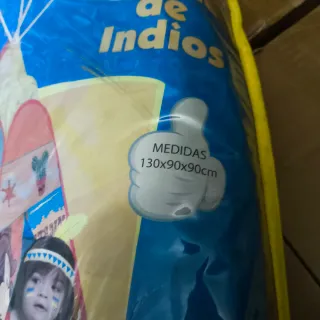 de
Indios
MEDIDAS
130x90x90cm